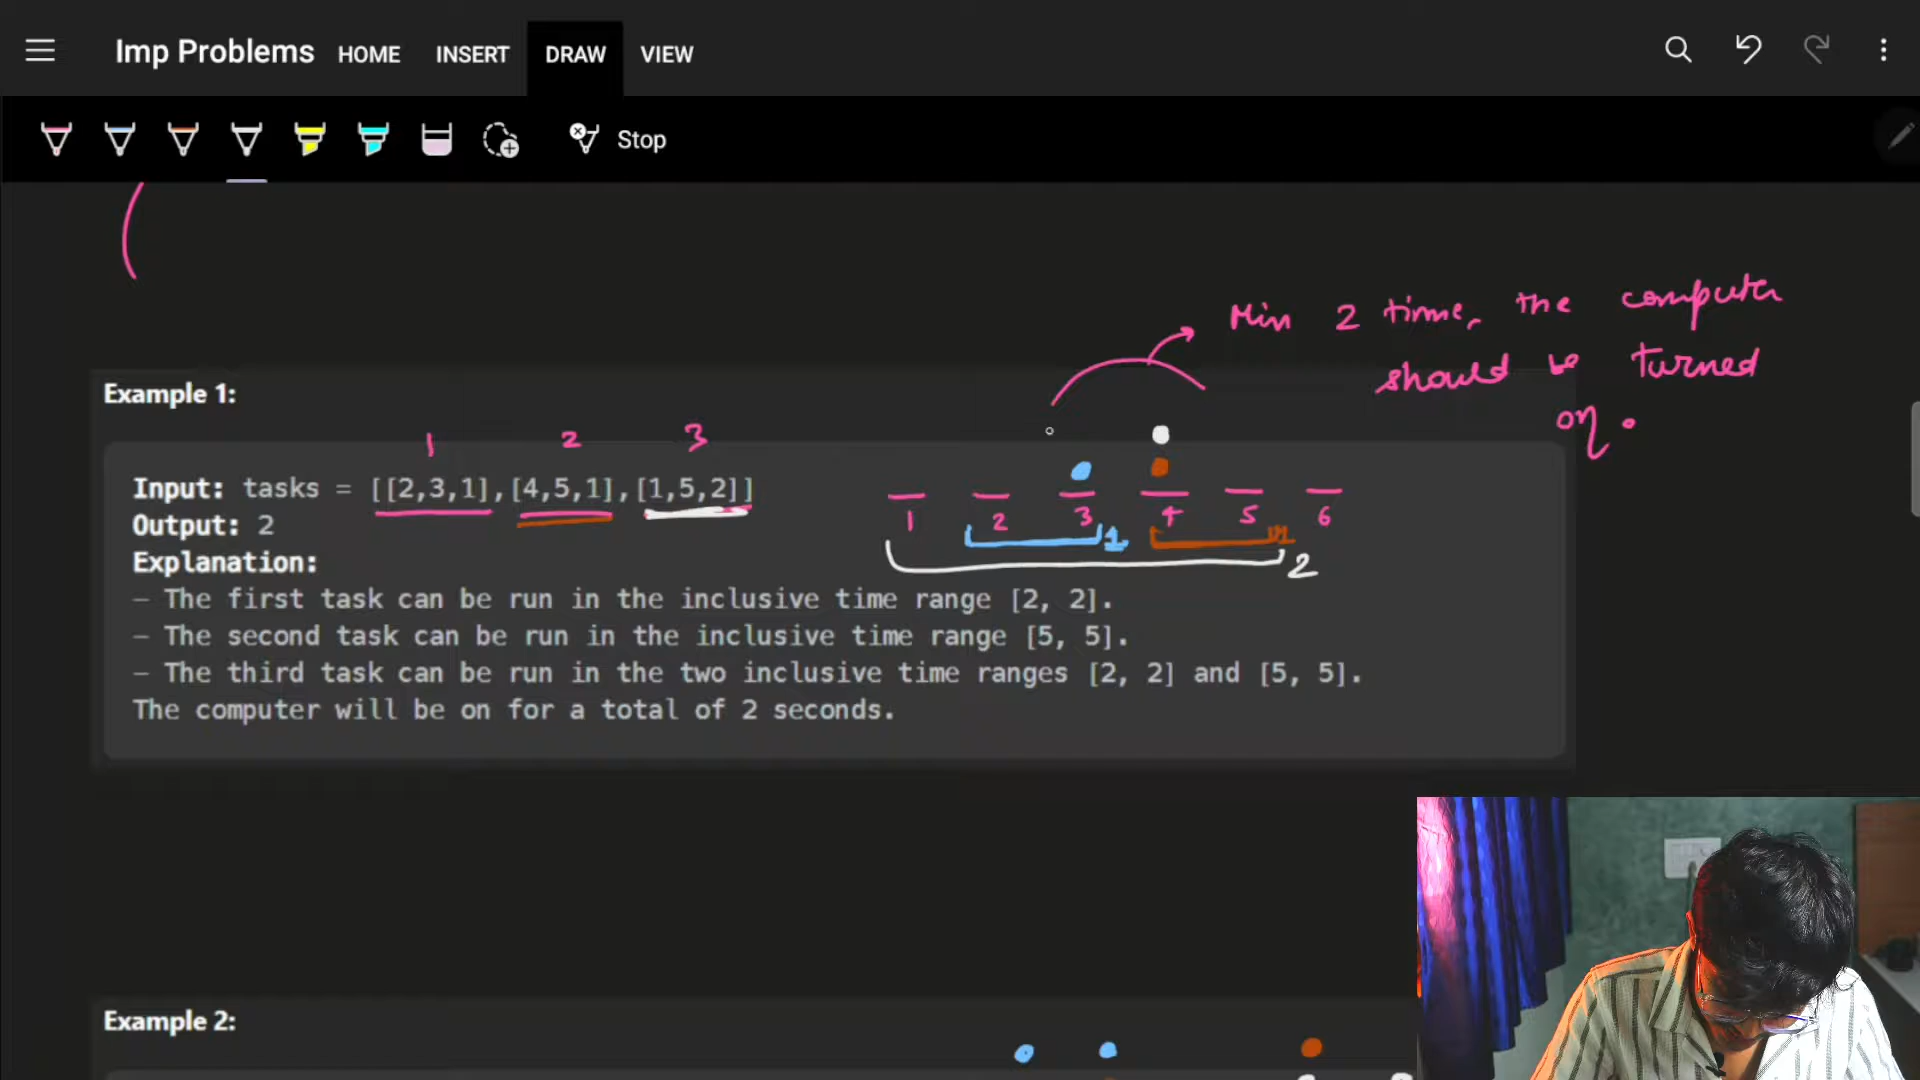 Imp Problems HOME INSERT DRAW VIEW
Stop
Min 2 time, the computer
should be turned
on.
Example 1:
1 2 3
Input: tasks = [[2,3,1],[4,5,1],[1,5,2]]
1 2 3 4 5 6
Output: 2
1
2
Explanation:
– The first task can be run in the inclusive time range [2, 2].
– The second task can be run in the inclusive time range [5, 5].
– The third task can be run in the two inclusive time ranges [2, 2] and [5, 5].
The computer will be on for a total of 2 seconds.
Example 2: